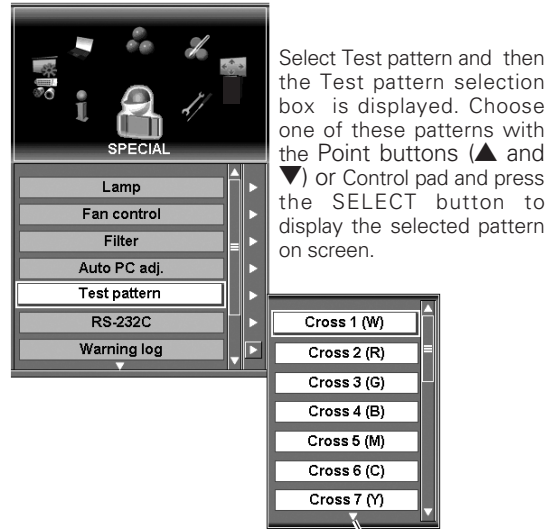 Select Test pattern and then
the Test pattern selection
box is displayed. Choose
one of these patterns with
the Point buttons (▲ and
▼) or Control pad and press
the SELECT button to
display the selected pattern
on screen.
SPECIAL
Lamp
Fan control
Filter
Auto PC adj.
Test pattern
RS-232C
Warning log
Cross 1 (W)
Cross 2 (R)
Cross 3 (G)
Cross 4 (B)
Cross 5 (M)
Cross 6 (C)
Cross 7 (Y)